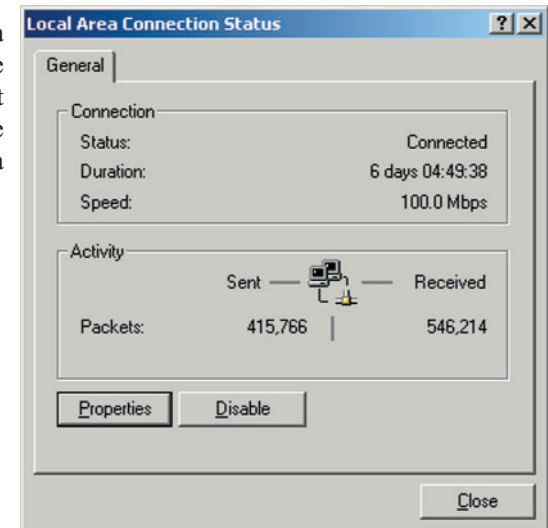 Local Area Connection Status
General
Connection
Status: Connected
Duration: 6 days 04:49:38
Speed: 100.0 Mbps
Activity
Sent Received
Packets: 415,766 546,214
Properties Disable
Close